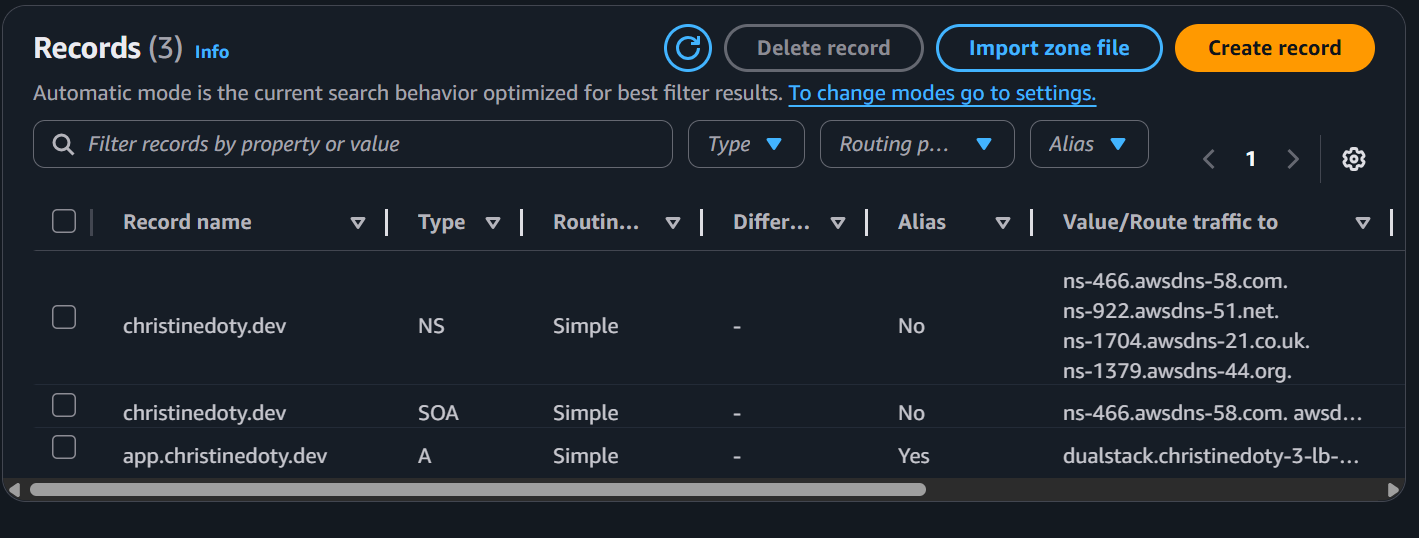 Records (3) Info
Delete record
Import zone file
Create record
Automatic mode is the current search behavior optimized for best filter results. To change modes go to settings.
Filter records by property or value
Type
Routing p...
Alias
1
Record name Type Routin... Differ... Alias Value/Route traffic to
christinedoty.dev NS Simple - No ns-466.awsdns-58.com.
ns-922.awsdns-51.net.
ns-1704.awsdns-21.co.uk.
ns-1379.awsdns-44.org.
christinedoty.dev SOA Simple - No ns-466.awsdns-58.com. awsd...
app.christinedoty.dev A Simple - Yes dualstack.christinedoty-3-lb-...